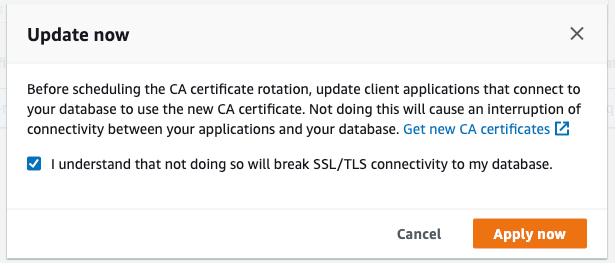 Update now
Before scheduling the CA certificate rotation, update client applications that connect to
your database to use the new CA certificate. Not doing this will cause an interruption of
connectivity between your applications and your database. Get new CA certificates
I understand that not doing so will break SSL/TLS connectivity to my database.
Cancel
Apply now